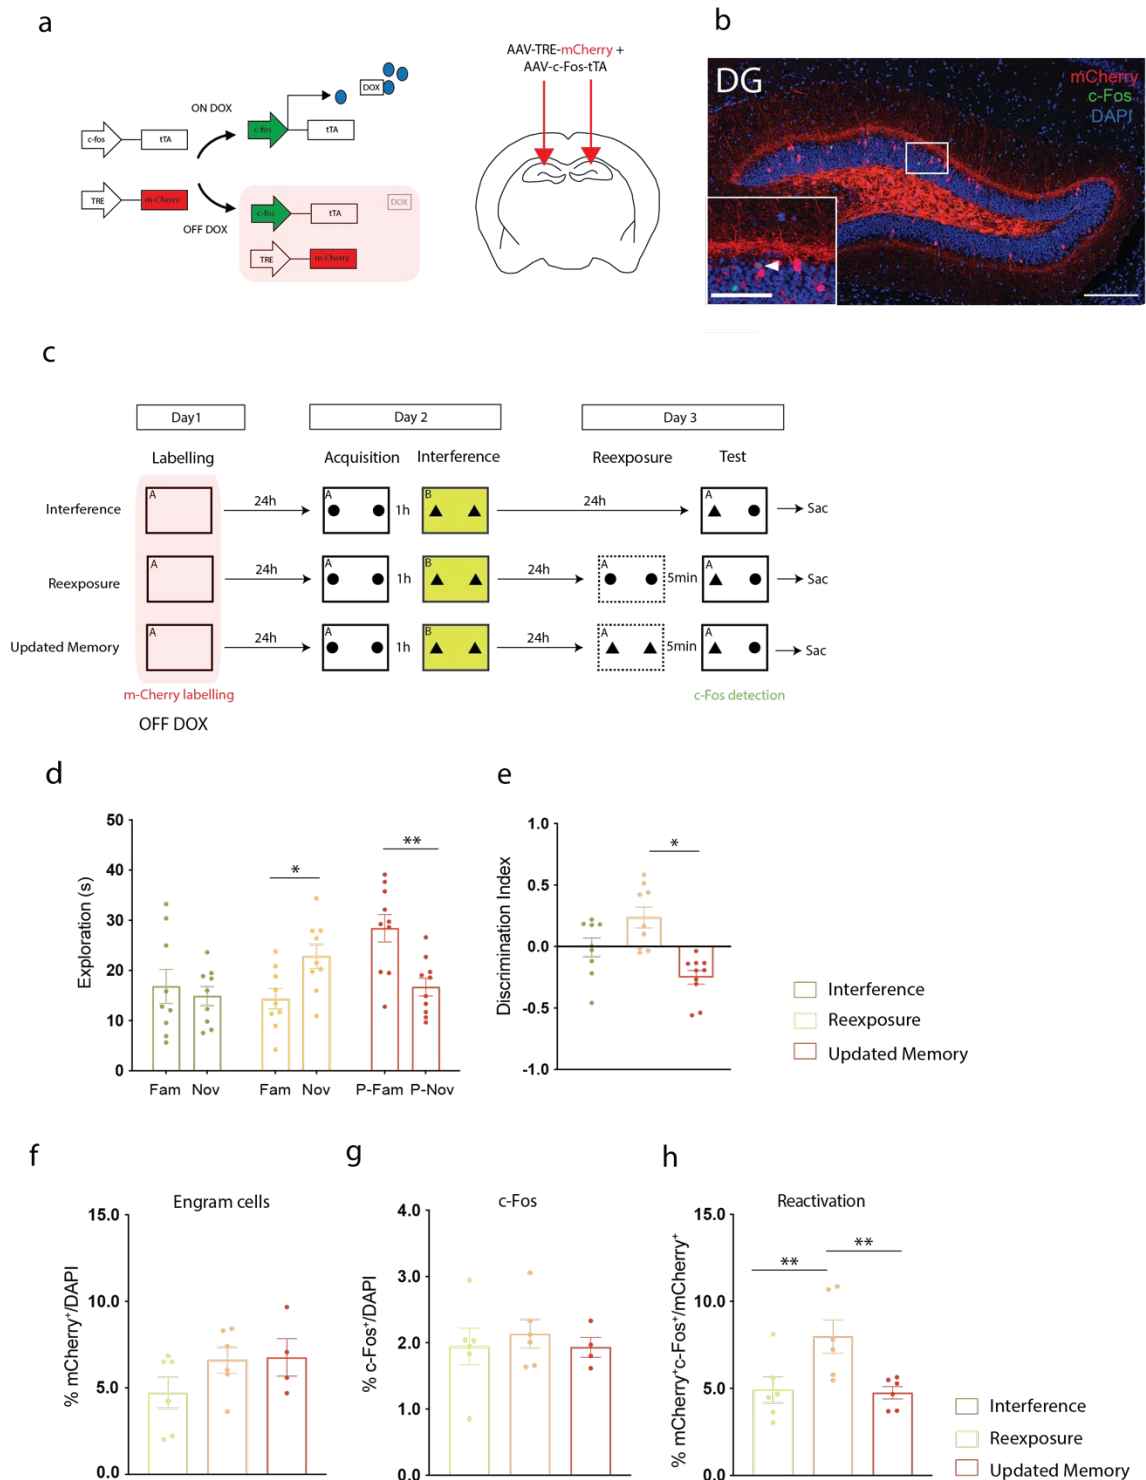 a
AAV-TRE-mCherry +
AAV-c-Fos-tTA
ON DOX
DOX
c-fos
tTA
c-fos
tTA
TRE
m-Cherry
OFF DOX
c-fos
tTA
DOX
TRE
m-Cherry
b
DG
mCherry
c-Fos
DAPI
c
Day1
Day 2
Day 3
Labelling
Acquisition
Interference
Reexposure
Test
Interference
A
24h
A
1h
B
24h
A
Sac
Reexposure
A
24h
A
1h
B
24h
A
5min
A
Sac
Updated Memory
A
24h
A
1h
B
24h
A
5min
A
Sac
m-Cherry labelling
c-Fos detection
OFF DOX
d
Exploration (s)
50
40
30
20
10
0
*
**
Fam Nov
Fam Nov
P-Fam P-Nov
e
Discrimination Index
1.0
0.5
0.0
-0.5
-1.0
*
Interference
Reexposure
Updated Memory
f
Engram cells
% mCherry⁺/DAPI
15.0
10.0
5.0
0.0
g
c-Fos
% c-Fos⁺/DAPI
4.0
3.0
2.0
1.0
0.0
h
Reactivation
% mCherry⁺c-Fos⁺/mCherry⁺
15.0
10.0
5.0
0.0
**
**
Interference
Reexposure
Updated Memory